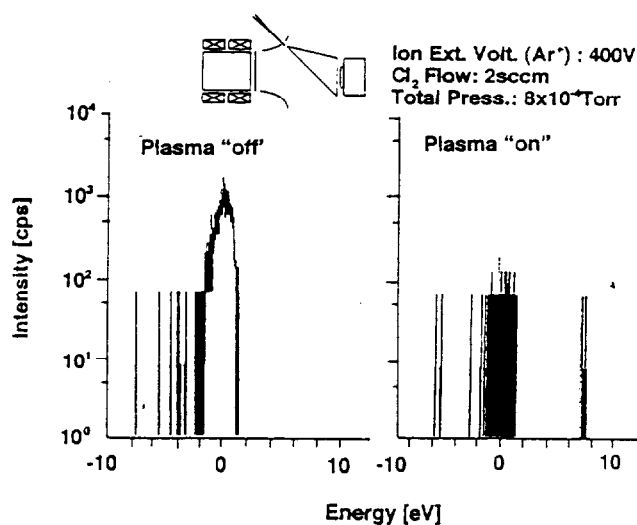 Ion Ext. Volt. (Ar⁺) : 400V
Cl₂ Flow: 2sccm
Total Press.: 8x10⁻⁴Torr
Plasma "off'
Plasma "on"
Intensity [cps]
10⁴
10³
10²
10¹
10⁰
-10
0
10
-10
0
10
Energy [eV]